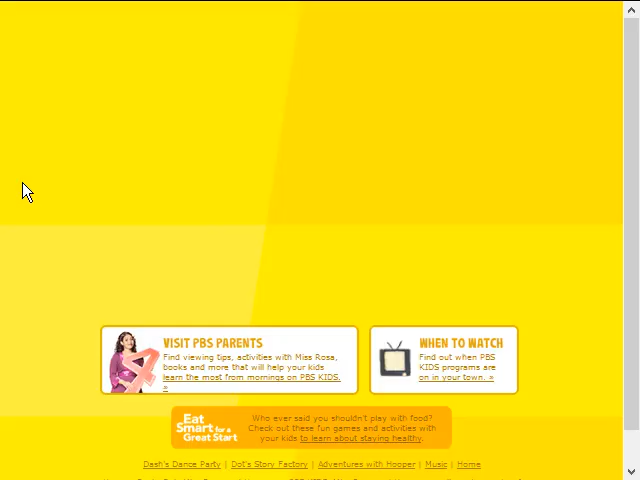 VISIT PBS PARENTS
Find viewing tips, activities with Miss Rosa,
books and more that will help your kids
learn the most from mornings on PBS KIDS.
»
WHEN TO WATCH
Find out when PBS
KIDS programs are
on in your town. »
Eat
Smart for a
Great Start
Who ever said you shouldn't play with food?
Check out these fun games and activities with
your kids to learn about staying healthy.
Dash's Dance Party | Dot's Story Factory | Adventures with Hooper | Music | Home